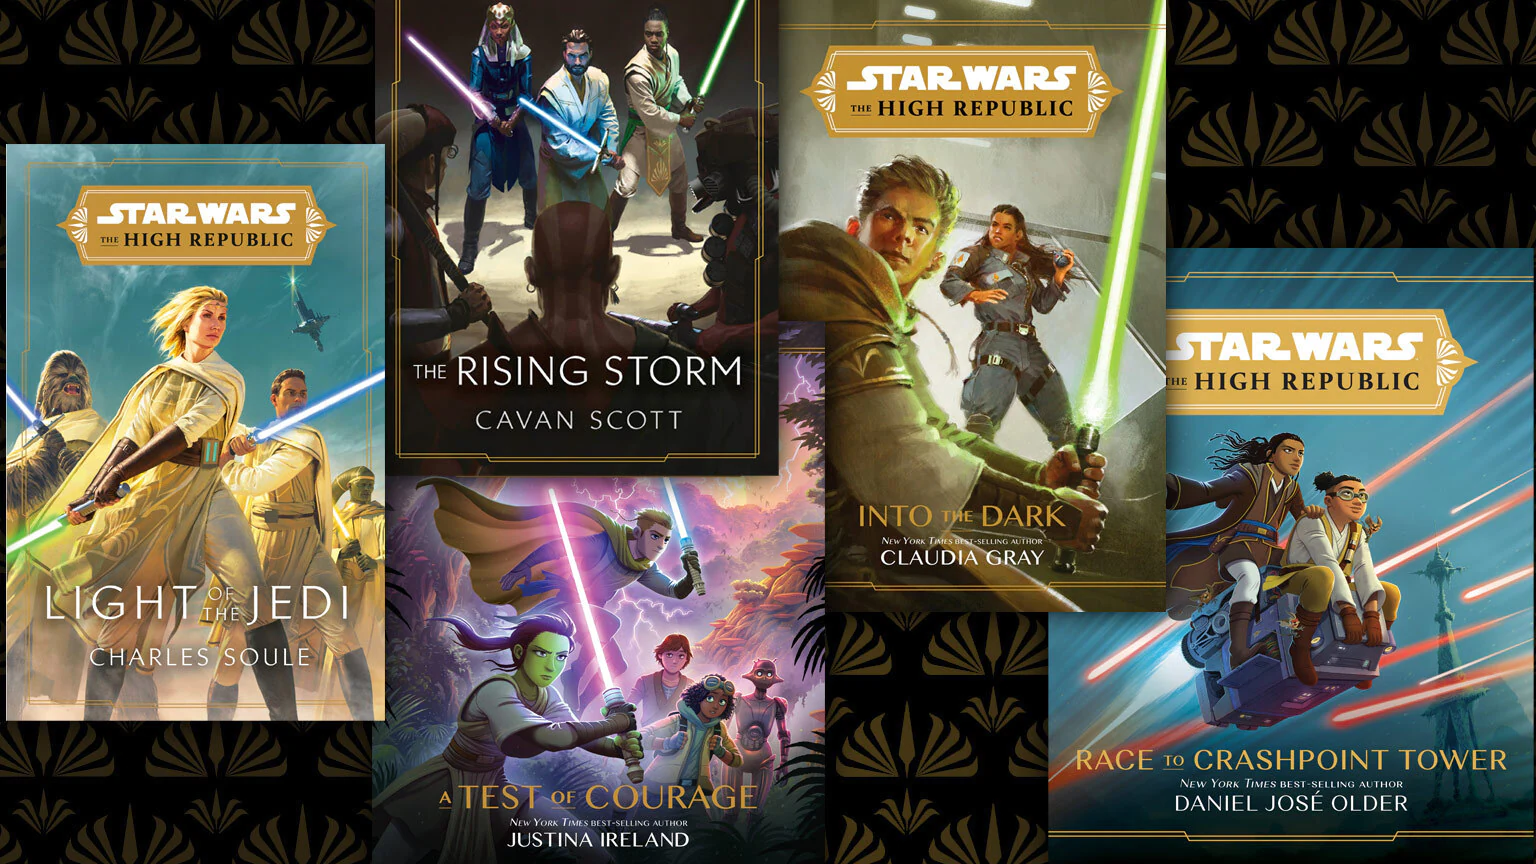 STAR WARS
THE HIGH REPUBLIC
LIGHT OF THE JEDI
CHARLES SOULE
THE RISING STORM
CAVAN SCOTT
A TEST OF COURAGE
NEW YORK TIMES BEST-SELLING AUTHOR
JUSTINA IRELAND
STAR WARS
THE HIGH REPUBLIC
INTO THE DARK
NEW YORK TIMES BEST-SELLING AUTHOR
CLAUDIA GRAY
STAR WARS
THE HIGH REPUBLIC
RACE TO CRASHPOINT TOWER
NEW YORK TIMES BEST-SELLING AUTHOR
DANIEL JOSÉ OLDER